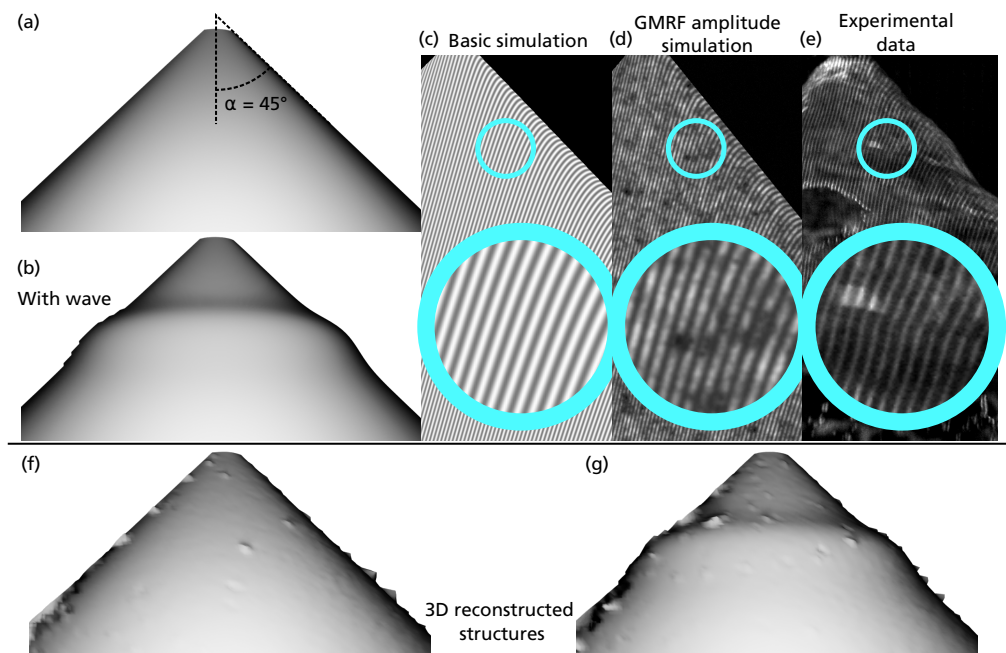 (a)
α = 45°
(b)
With wave
(c)
Basic simulation
(d)
GMRF amplitude
simulation
(e)
Experimental
data
(f)
(g)
3D reconstructed
structures